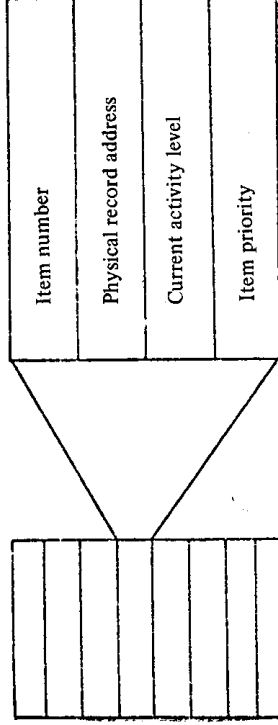 Item number
Physical record address
Current activity level
Item priority